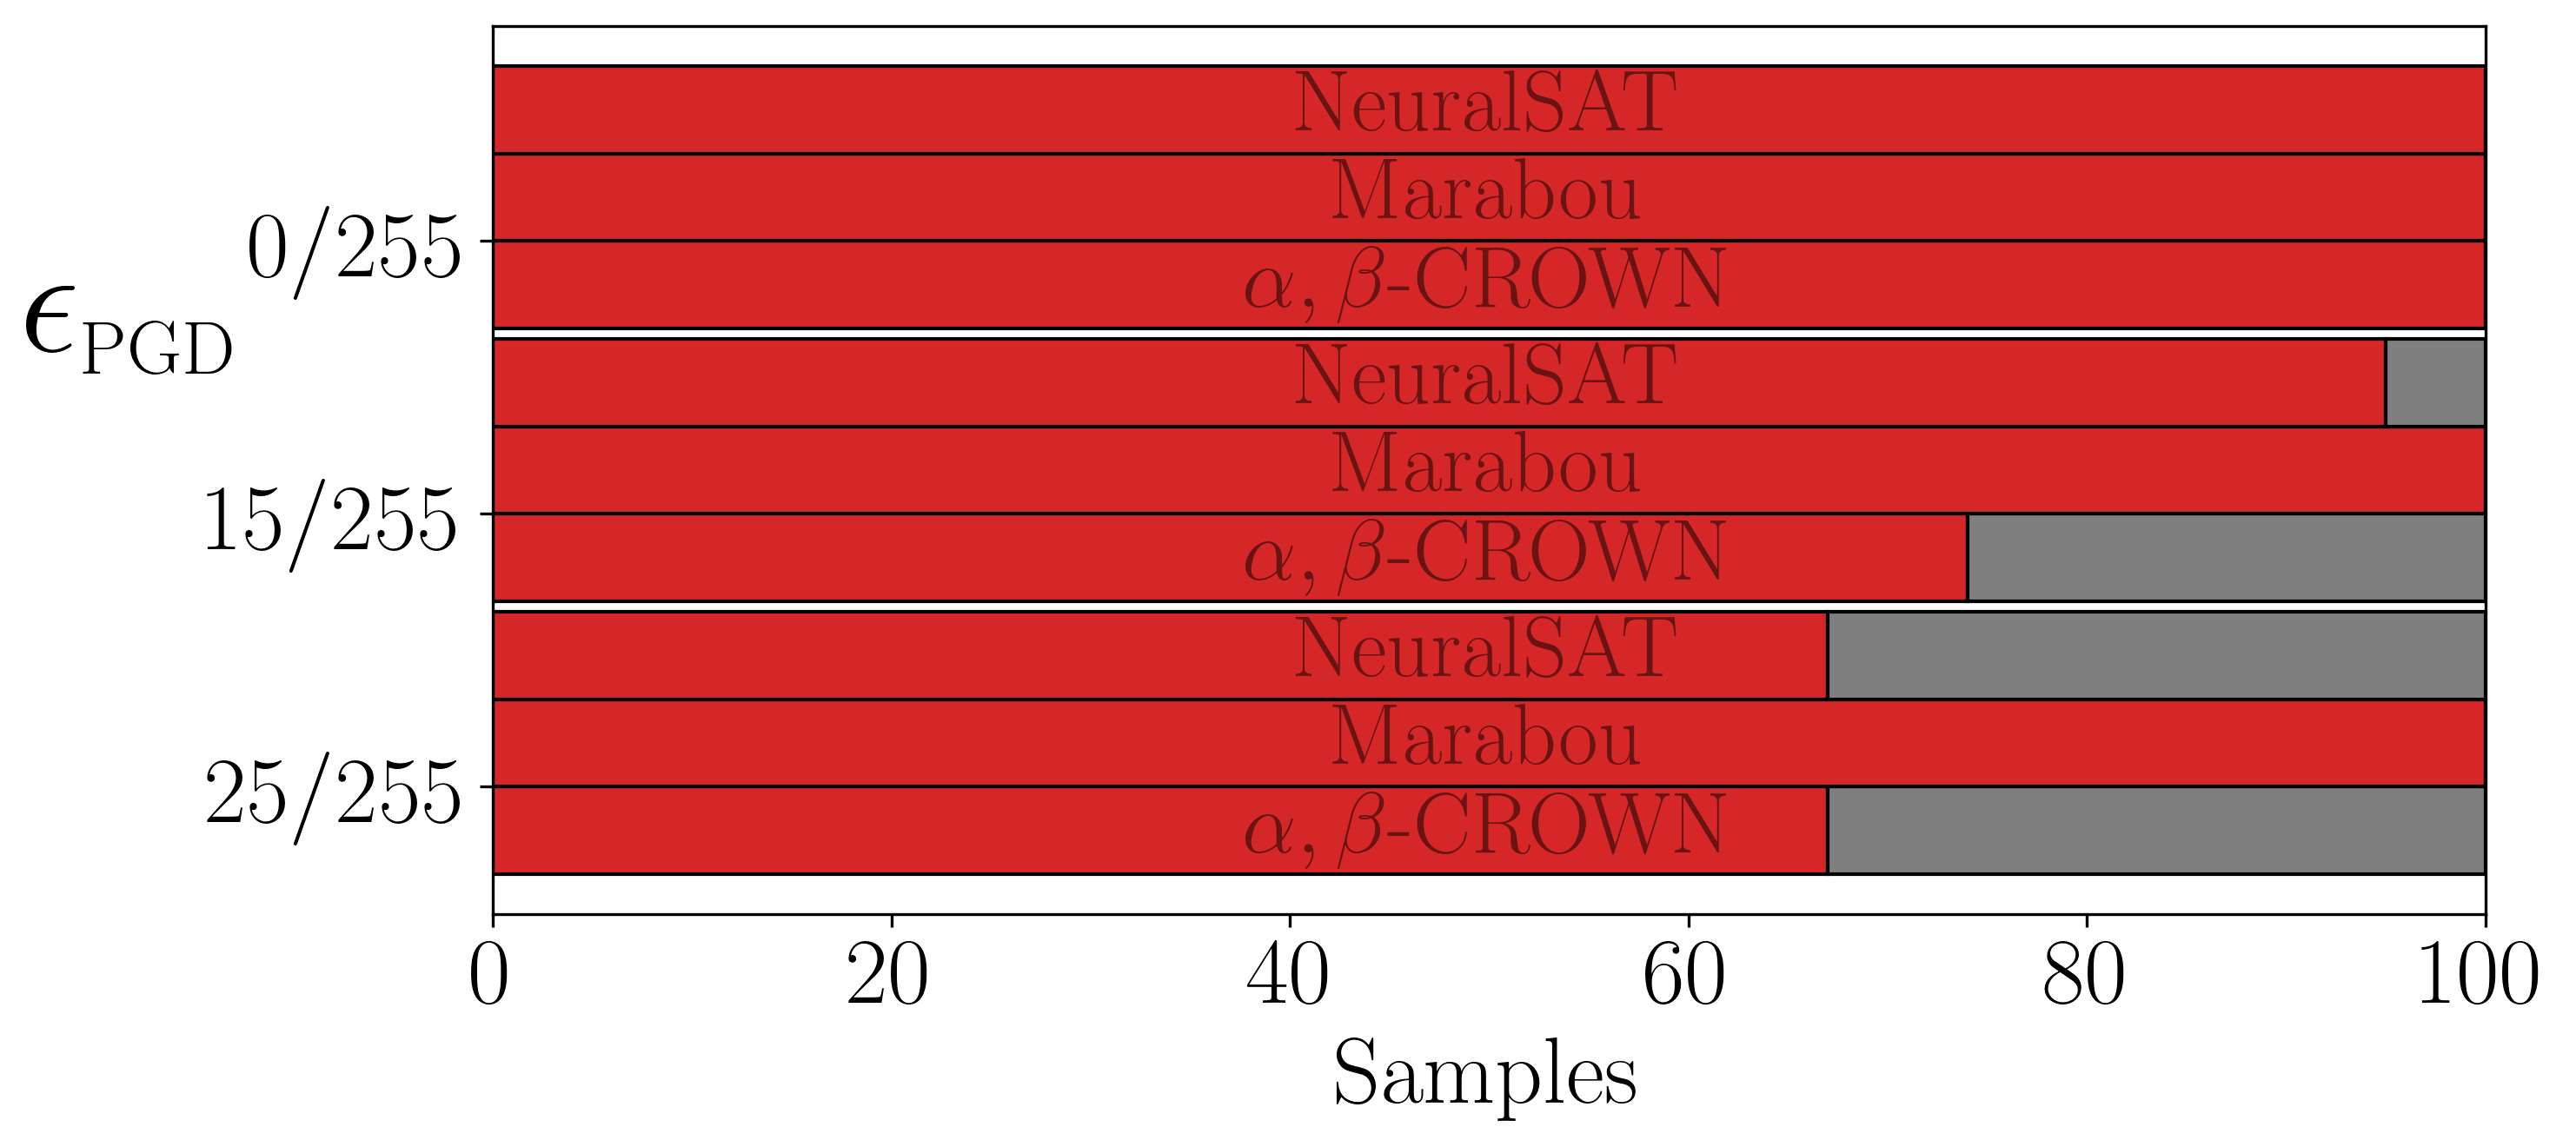 NeuralSAT
Marabou
0/255
α, β-CROWN
ϵPGD
NeuralSAT
Marabou
15/255
α, β-CROWN
NeuralSAT
Marabou
25/255
α, β-CROWN
0 20 40 60 80 100
Samples